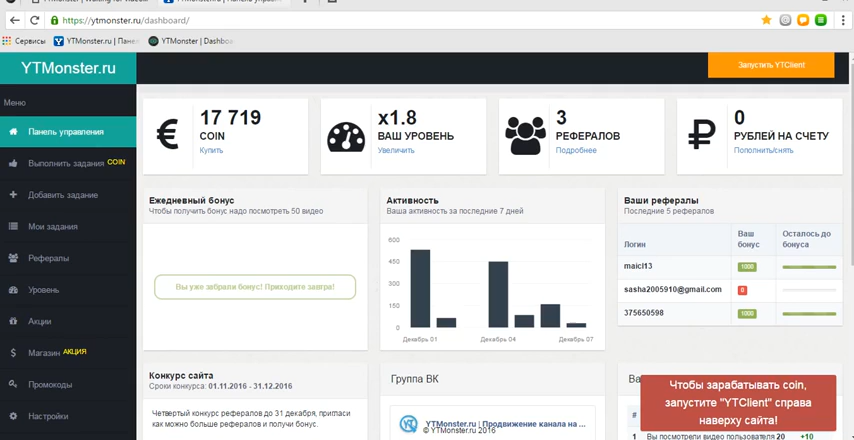 https://ytmonster.ru/dashboard/
Сервисы
YTMonster.ru | Панел
YTMonster | Dashbo
YTMonster.ru
Запустить YTClient
Меню
Панель управления
Выполнить задания COIN
Добавить задание
Мои задания
Рефералы
Уровень
Акции
Магазин АКЦИЯ
Промокоды
Настройки
17 719
COIN
Купить
x1.8
ВАШ УРОВЕНЬ
Увеличить
3
РЕФЕРАЛОВ
Подробнее
0
РУБЛЕЙ НА СЧЕТУ
Пополнить/снять
Ежедневный бонус
Чтобы получить бонус надо посмотреть 50 видео
Вы уже забрали бонус! Приходите завтра!
Активность
Ваша активность за последние 7 дней
600
450
300
150
0
Декабрь 01
Декабрь 04
Декабрь 07
Ваши рефералы
Последние 5 рефералов
Логин
Ваш бонус
Осталось до бонуса
maicl13
1000
sasha2005910@gmail.com
0
375650598
1000
Конкурс сайта
Сроки конкурса: 01.11.2016 - 31.12.2016
Четвертый конкурс рефералов до 31 декабря, припаси
как можно больше рефералов и получи бонус.
Группа ВК
YTMonster.ru | Продвижение канала на ...
© YTMonster.ru 2016
Ва
#
1 Вы посмотрели видео пользователя 20 +10
Чтобы зарабатывать coin,
запустите "YTClient" справа
наверху сайта!